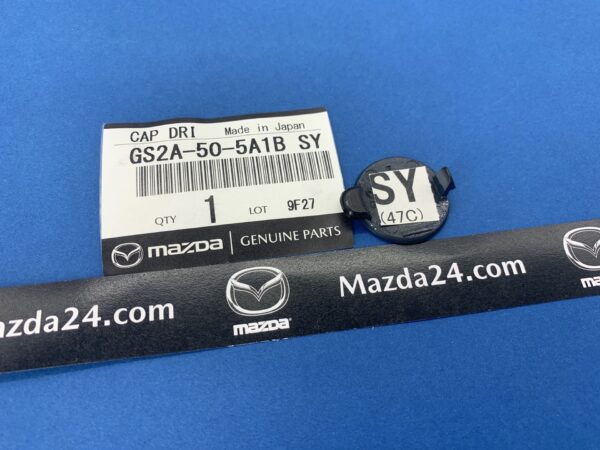 CAP DRI Made in Japan
GS2A-50-5A1B SY
QTY 1 LOT 9F27
mazda GENUINE PARTS
SY
(47C)
azda24.com
mazda
Mazda24.com
ma